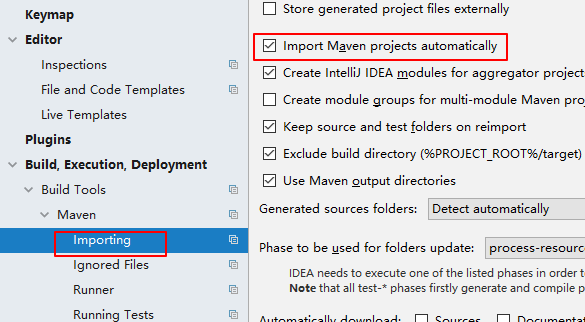 Keymap
Editor
Inspections
File and Code Templates
Live Templates
Plugins
Build, Execution, Deployment
Build Tools
Maven
Importing
Ignored Files
Runner
Running Tests
Store generated project files externally
Import Maven projects automatically
Create IntelliJ IDEA modules for aggregator project
Create module groups for multi-module Maven proj
Keep source and test folders on reimport
Exclude build directory (%PROJECT_ROOT%/target)
Use Maven output directories
Generated sources folders: Detect automatically
Phase to be used for folders update: process-resource
IDEA needs to execute one of the listed phases in order to
Note that all test-* phases firstly generate and compile p
Automatically download: Sources Documentat